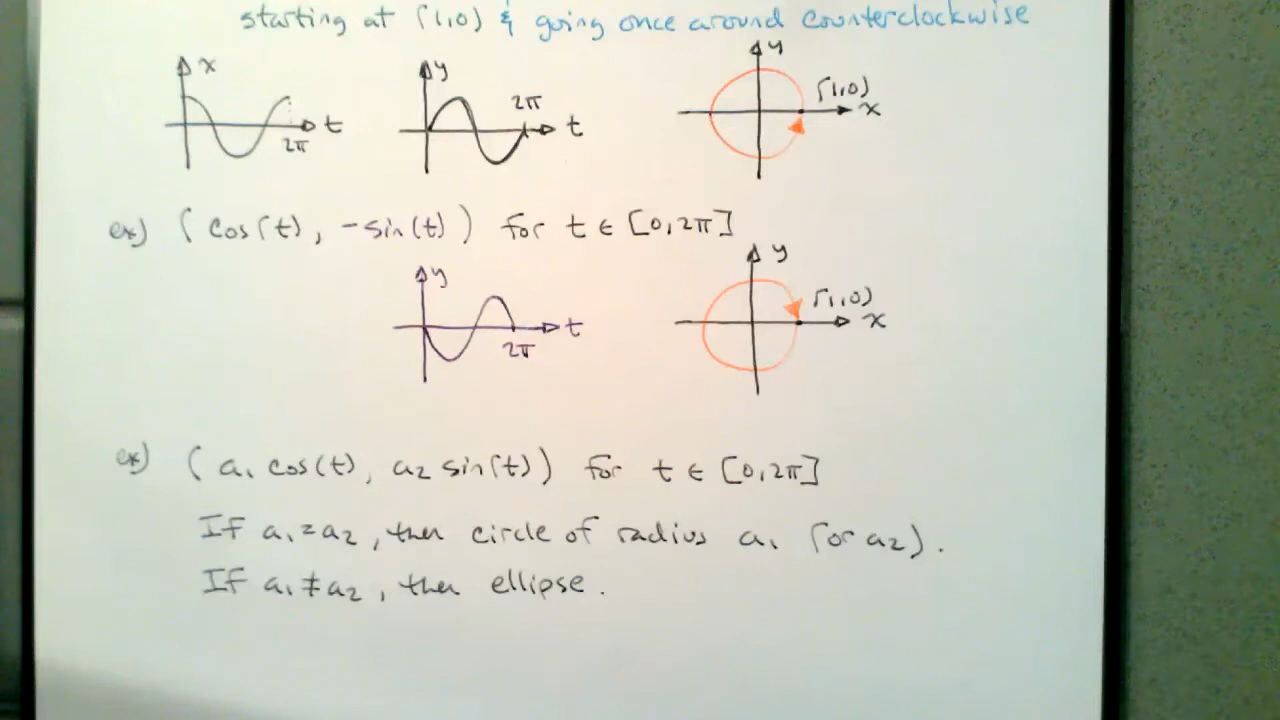 starting at (1,0) & going once around counterclockwise
x t 2π
y 2π t
y (1,0) x
ex) (cos(t), -sin(t)) for t ∈ [0,2π]
y t 2π
y (1,0) x
ex) (a₁ cos(t), a₂ sin(t)) for t ∈ [0,2π]
If a₁=a₂, then circle of radius a₁ (or a₂).
If a₁≠a₂, then ellipse.